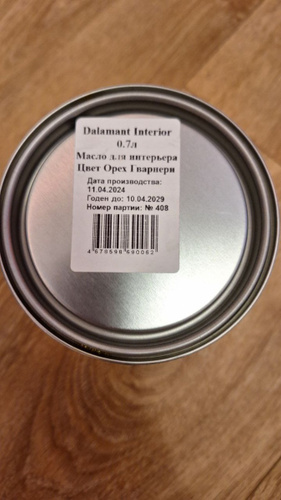 Dalamant Interior
0.7л
Масло для интерьера
Цвет Орех Гварнери
Дата производства:
11.04.2024
Годен до: 10.04.2029
Номер партии: № 408